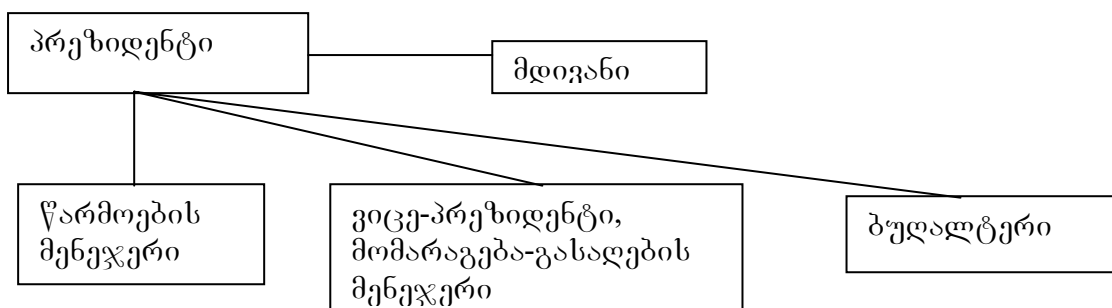 პრეზიდენტი
მდივანი
წარმოების
მენეჯერი
ვიცე-პრეზიდენტი,
მომარაგება-გასაღების
მენეჯერი
ბუღალტერი